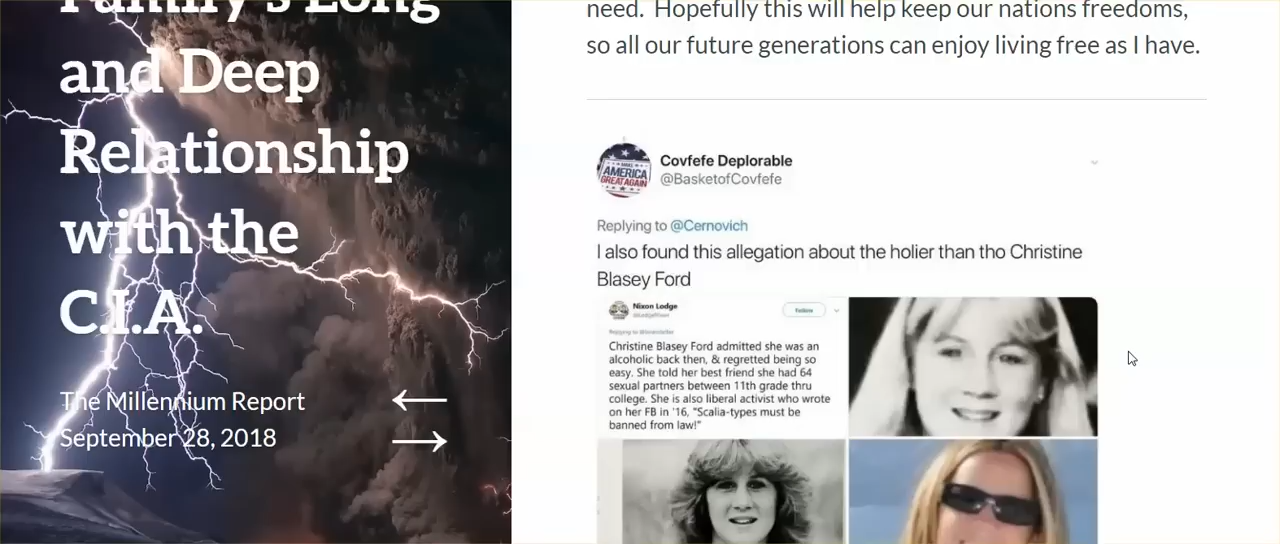 Family's Long
and Deep
Relationship
with the
C.I.A.
The Millennium Report
September 28, 2018
need. Hopefully this will help keep our nations freedoms,
so all our future generations can enjoy living free as I have.
MAKE
AMERICA
GREAT AGAIN
Covfefe Deplorable
@BasketofCovfefe
Replying to @Cernovich
I also found this allegation about the holier than tho Christine
Blasey Ford
Nixon Lodge
Follow
Christine Blasey Ford admitted she was an
alcoholic back then, & regretted being so
easy. She told her best friend she had 64
sexual partners between 11th grade thru
college. She is also liberal activist who wrote
on her FB in '16, "Scalia-types must be
banned from law!"